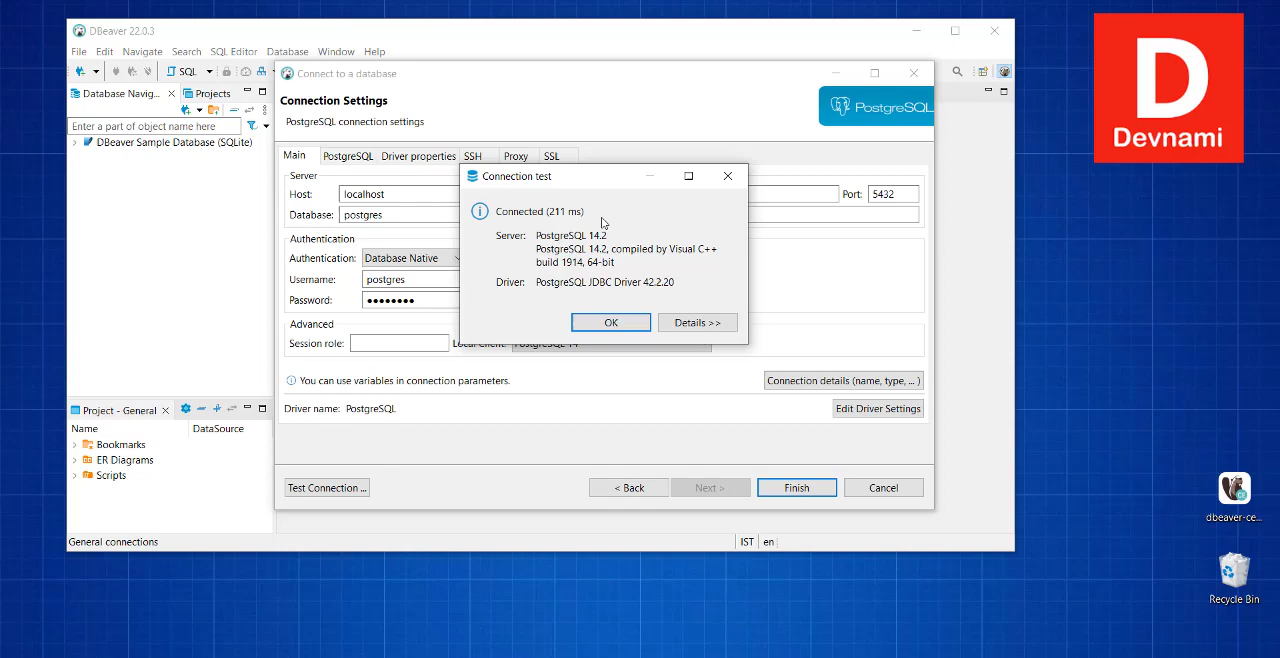 DBeaver 22.0.3
File Edit Navigate Search SQL Editor Database Window Help
SQL
Connect to a database
Database Navig... Projects
Connection Settings
PostgreSQL
Enter a part of object name here
PostgreSQL connection settings
DBeaver Sample Database (SQLite)
Main PostgreSQL Driver properties SSH Proxy SSL
Server
Host: localhost Port: 5432
Database: postgres
Authentication
Authentication: Database Native
Username: postgres
Password: ●●●●●●●●
Advanced
Session role: Local Client: PostgreSQL 14
Connection test
Connected (211 ms)
Server: PostgreSQL 14.2
PostgreSQL 14.2, compiled by Visual C++
build 1914, 64-bit
Driver: PostgreSQL JDBC Driver 42.2.20
OK Details >>
You can use variables in connection parameters. Connection details (name, type, ... )
Driver name: PostgreSQL Edit Driver Settings
Project - General
Name DataSource
Bookmarks
ER Diagrams
Scripts
Test Connection ... < Back Next > Finish Cancel
General connections IST en
D
Devnami
dbeaver-ce...
Recycle Bin